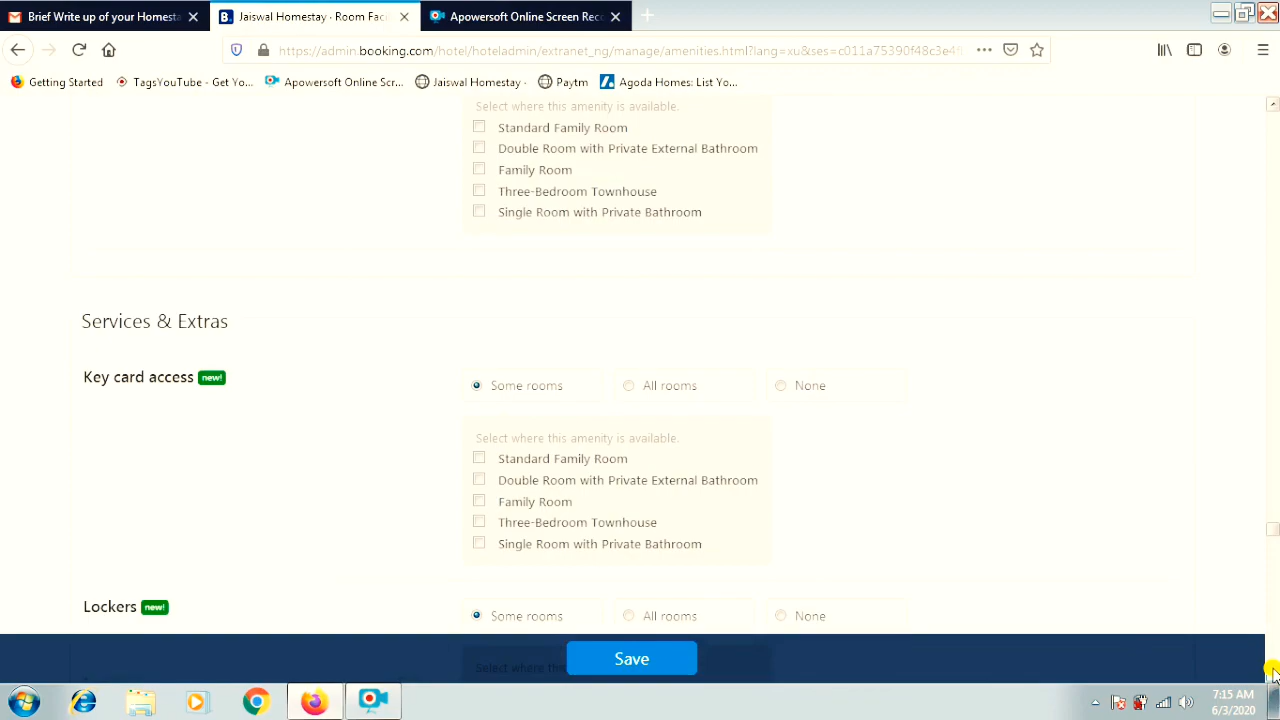 Brief Write up of your Homesta
Jaiswal Homestay · Room Fac
Apowersoft Online Screen Rec
https://admin.booking.com/hotel/hoteladmin/extranet_ng/manage/amenities.html?lang=xu&ses=c011a75390f48c3e4f
Getting Started
TagsYouTube - Get Yo...
Apowersoft Online Scr...
Jaiswal Homestay -
Paytm
Agoda Homes: List Yo...
Select where this amenity is available.
Standard Family Room
Double Room with Private External Bathroom
Family Room
Three-Bedroom Townhouse
Single Room with Private Bathroom
Services & Extras
Key card access new!
Some rooms All rooms None
Select where this amenity is available.
Standard Family Room
Double Room with Private External Bathroom
Family Room
Three-Bedroom Townhouse
Single Room with Private Bathroom
Lockers new!
Some rooms All rooms None
Select where
Save
7:15 AM
6/3/2020